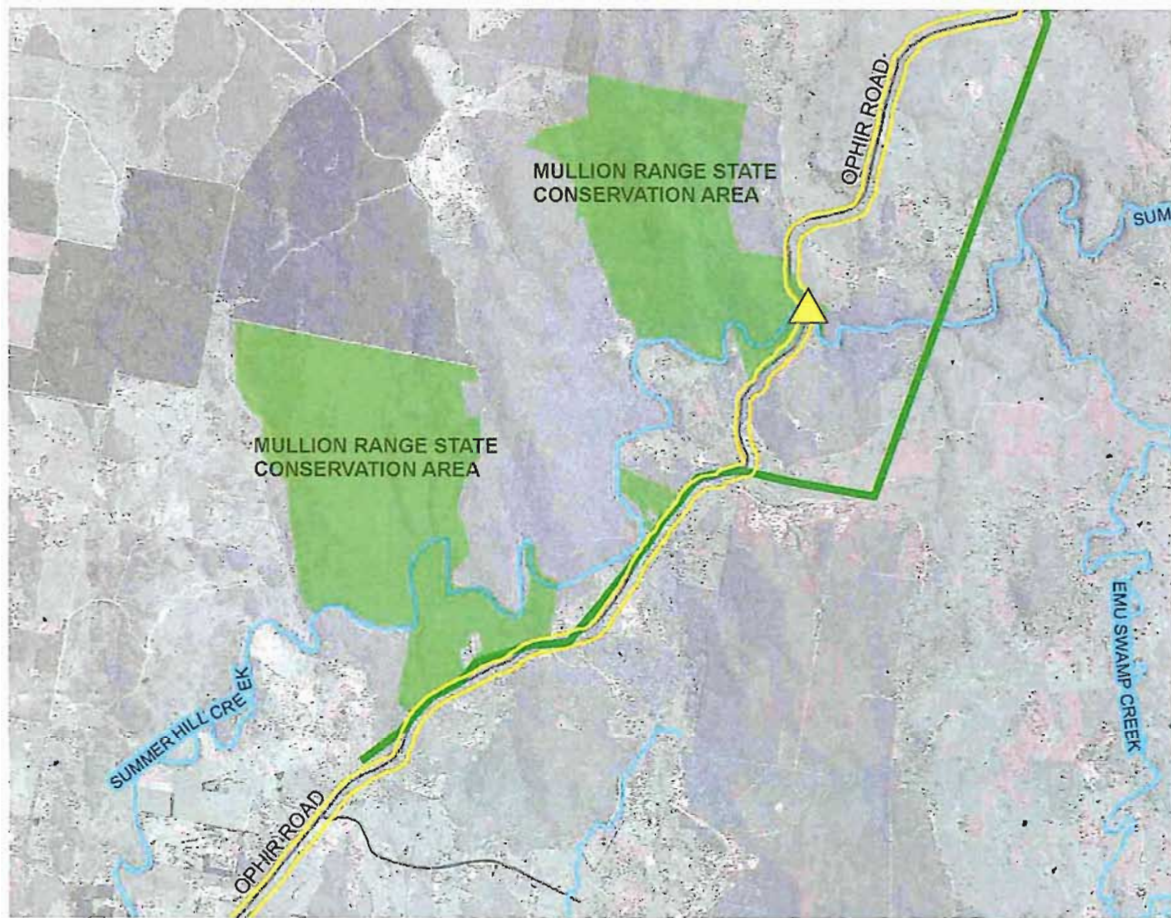 OPHIR ROAD
MULLION RANGE STATE
CONSERVATION AREA
SUM
MULLION RANGE STATE
CONSERVATION AREA
EMU SWAMP CREEK
SUMMER HILL CREEK
OPHIR ROAD